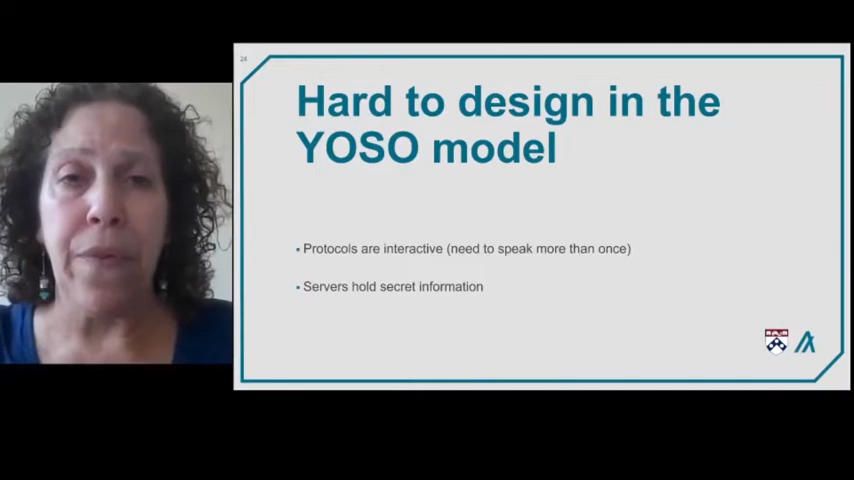 24
Hard to design in the
YOSO model
▪ Protocols are interactive (need to speak more than once)
▪ Servers hold secret information